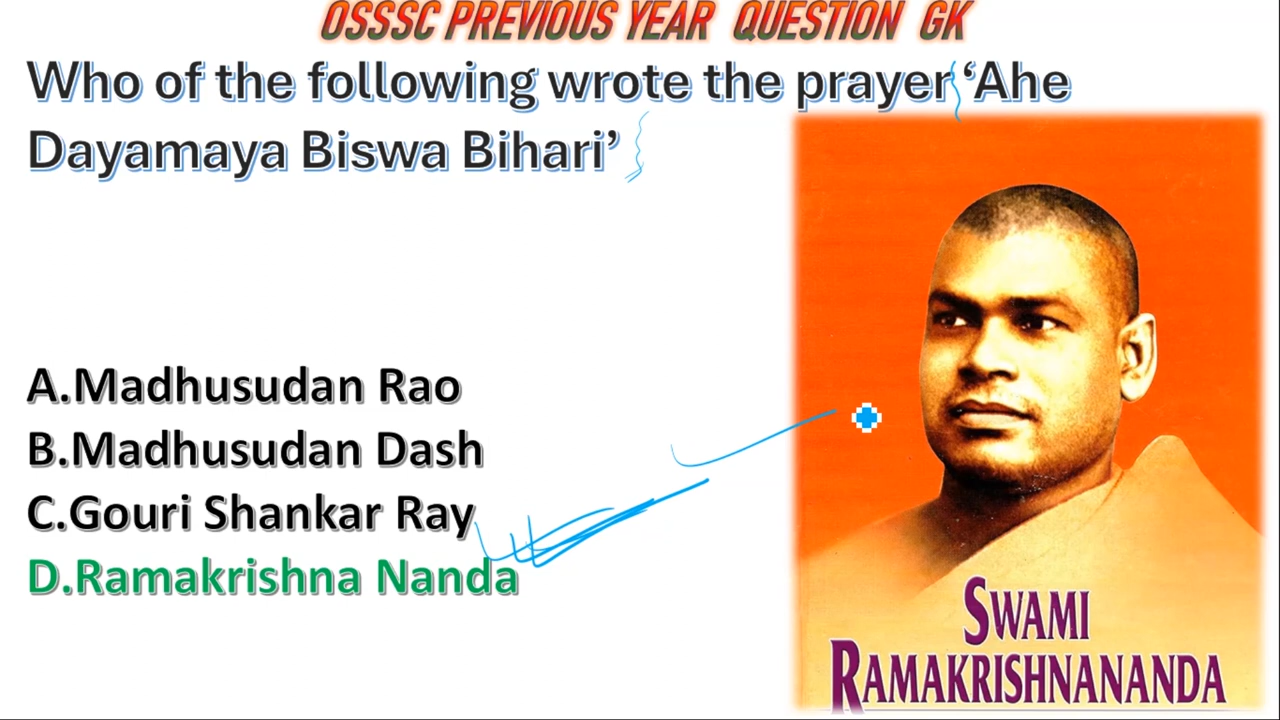 OSSSC PREVIOUS YEAR QUESTION GK
Who of the following wrote the prayer ‘Ahe
Dayamaya Biswa Bihari’
A.Madhusudan Rao
B.Madhusudan Dash
C.Gouri Shankar Ray
D.Ramakrishna Nanda
SWAMI
RAMAKRISHNANANDA